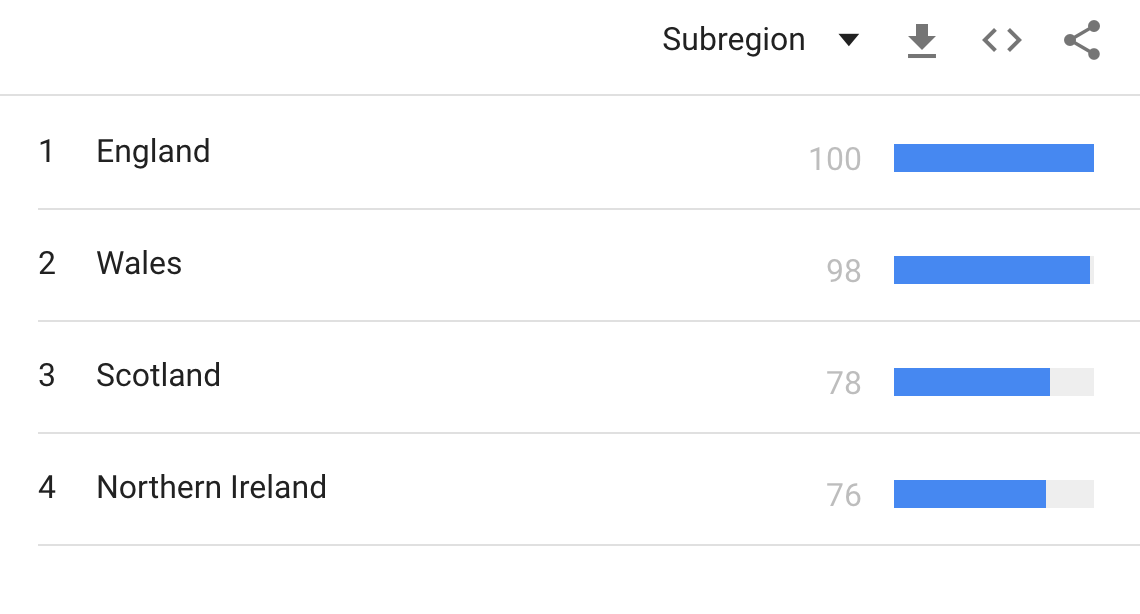 Subregion
1 England 100
2 Wales 98
3 Scotland 78
4 Northern Ireland 76